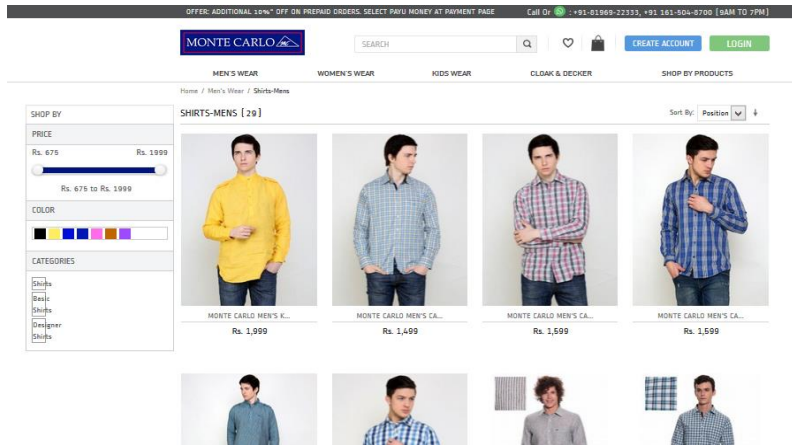 OFFER: ADDITIONAL 10%* OFF ON PREPAID ORDERS. SELECT PAYU MONEY AT PAYMENT PAGE
Call Or : +91-81969-22333, +91 161-504-8700 [9AM TO 7PM]
MONTE CARLO
SEARCH
CREATE ACCOUNT
LOGIN
MEN'S WEAR WOMEN'S WEAR KIDS WEAR CLOAK & DECKER SHOP BY PRODUCTS
Home / Men's Wear / Shirts-Mens
SHOP BY
PRICE
Rs. 675 Rs. 1999
Rs. 675 to Rs. 1999
COLOR
CATEGORIES
Shirts
Basic
Shirts
Designer
Shirts
SHIRTS-MENS [29]
Sort By: Position
MONTE CARLO MEN'S K... MONTE CARLO MEN'S CA... MONTE CARLO MEN'S CA... MONTE CARLO MEN'S CA...
Rs. 1,999 Rs. 1,499 Rs. 1,599 Rs. 1,599